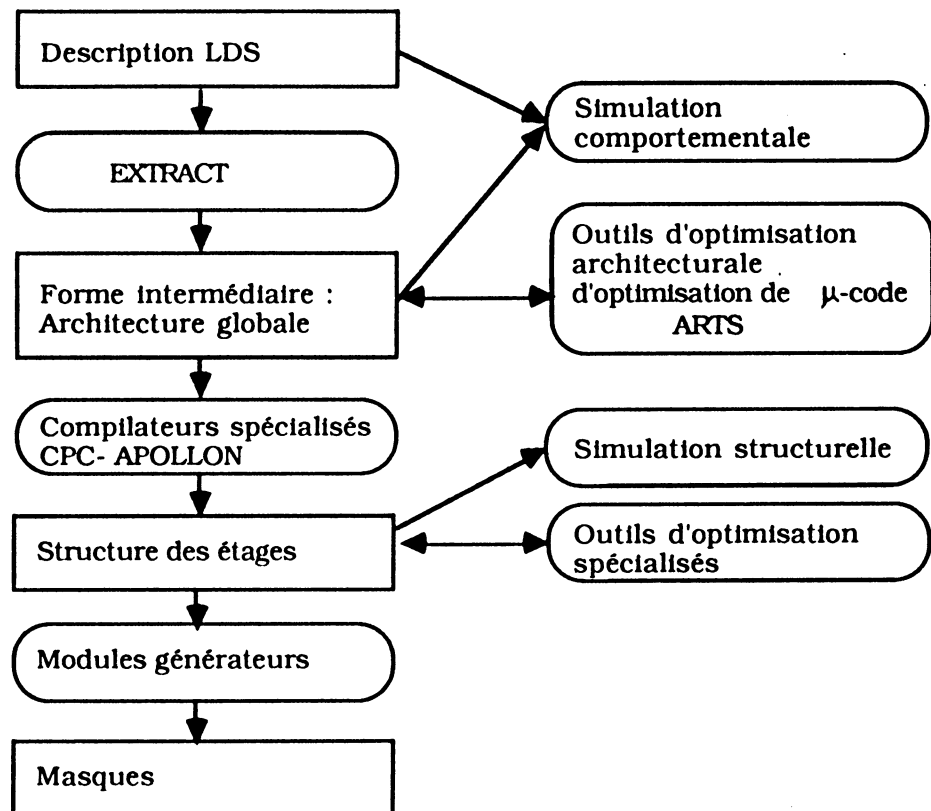 Description LDS
Simulation
comportementale
EXTRACT
Outils d'optimisation
architecturale
d'optimisation de µ-code
ARTS
Forme intermédiaire :
Architecture globale
Compilateurs spécialisés
CPC- APOLLON
Simulation structurelle
Structure des étages
Outils d'optimisation
spécialisés
Modules générateurs
Masques